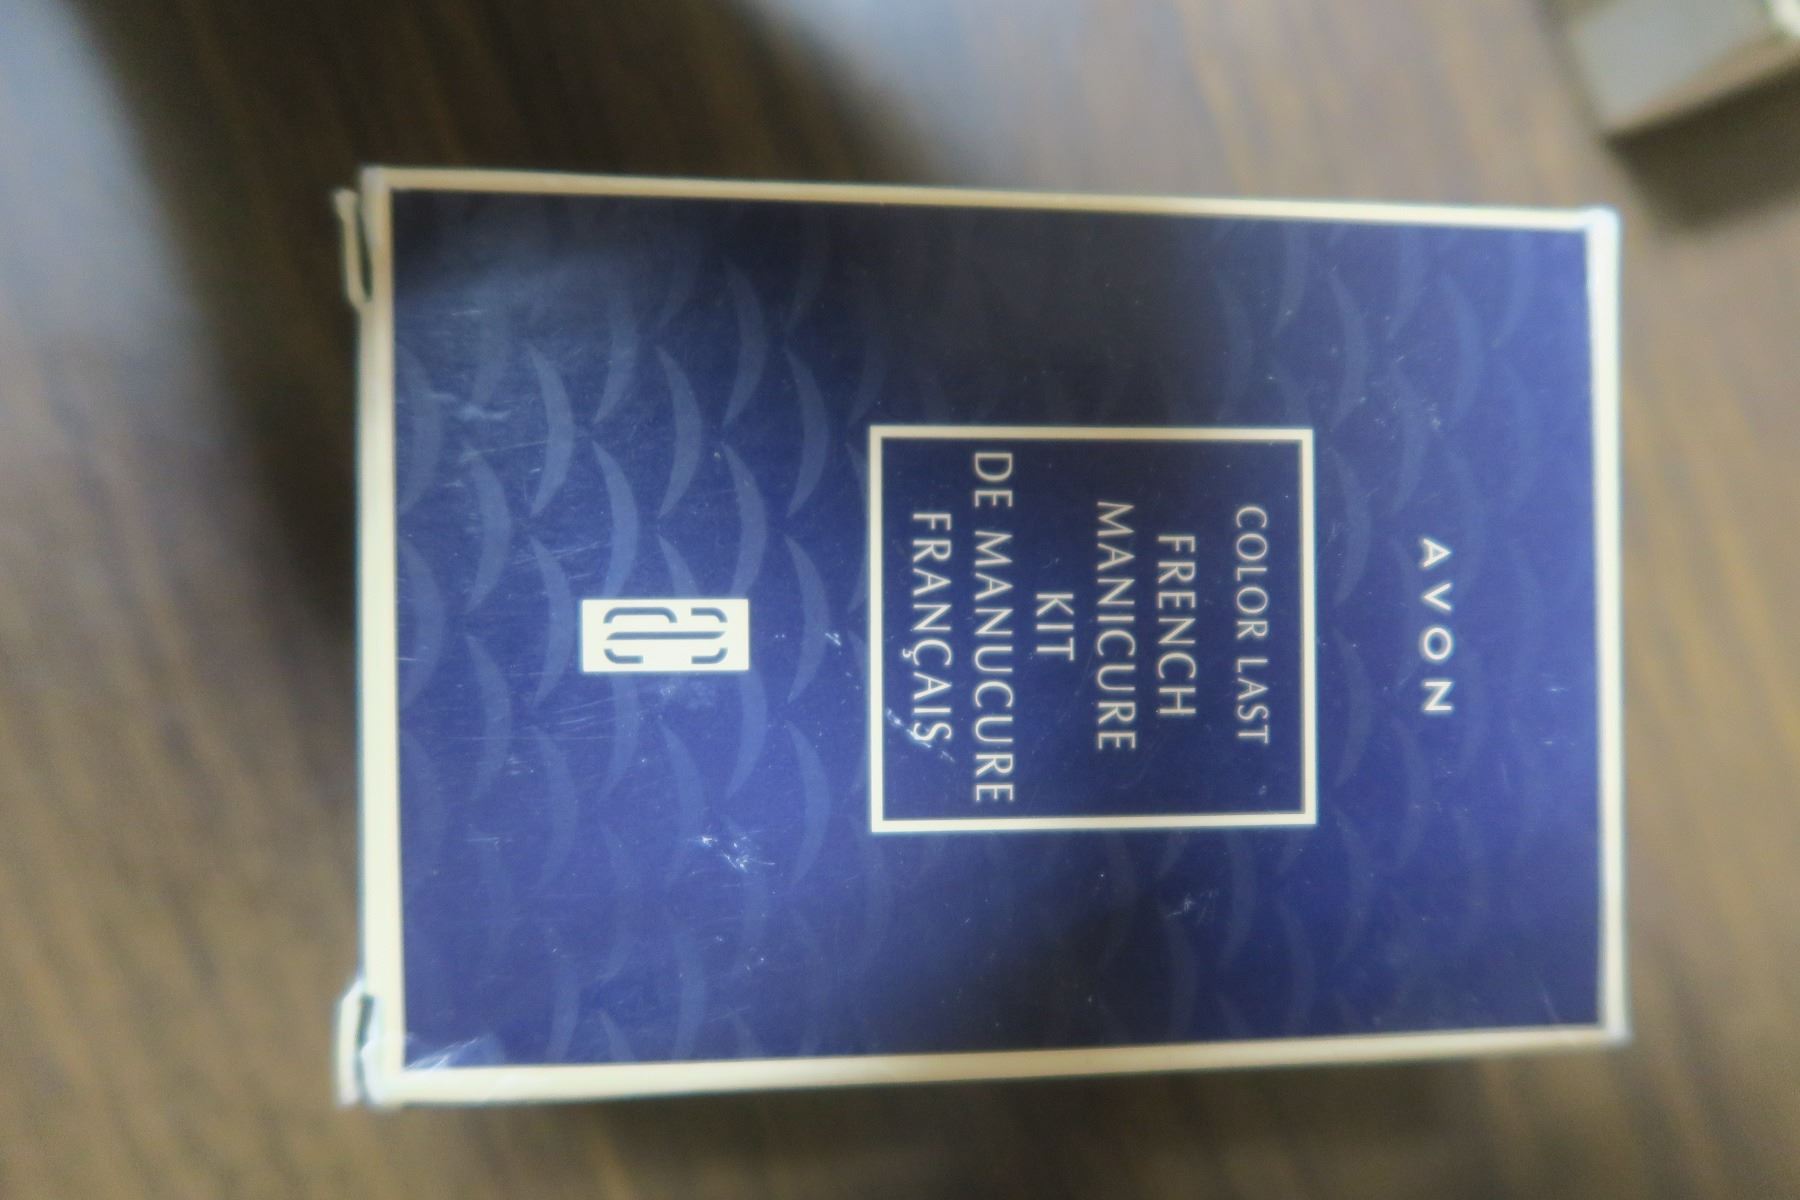 AVON
COLOR LAST
FRENCH
MANICURE
KIT
DE MANUCURE
FRANÇAIS